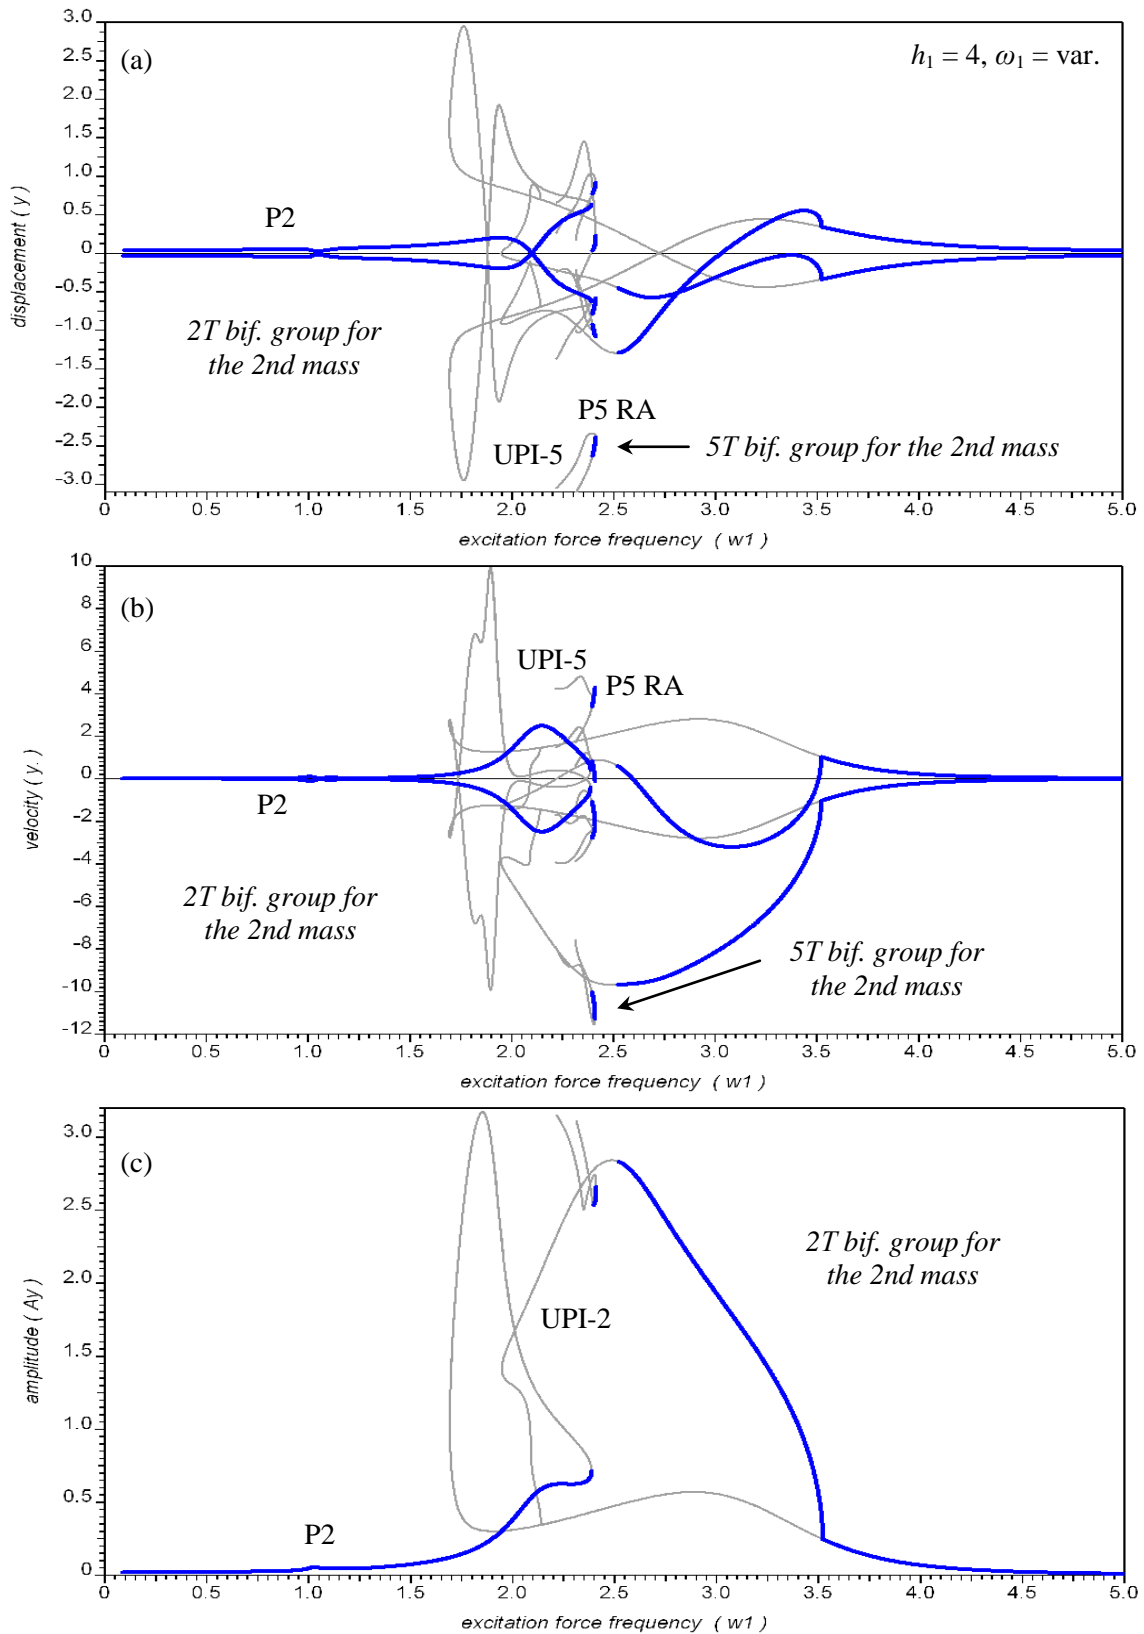 3.0
(a)
h1 = 4, ω1 = var.
2.5
2.0
1.5
1.0
P2
0.5
0
-0.5
-1.0
2T bif. group for
the 2nd mass
-1.5
-2.0
P5 RA
-2.5
UPI-5
5T bif. group for the 2nd mass
-3.0
displacement ( y )
0 0.5 1.0 1.5 2.0 2.5 3.0 3.5 4.0 4.5 5.0
excitation force frequency ( w1 )
10
(b)
8
6
UPI-5
P5 RA
4
2
0
P2
-2
-4
2T bif. group for
the 2nd mass
-6
-8
5T bif. group for
the 2nd mass
-10
-12
velocity ( y. )
0 0.5 1.0 1.5 2.0 2.5 3.0 3.5 4.0 4.5 5.0
excitation force frequency ( w1 )
3.0
(c)
2.5
2T bif. group for
the 2nd mass
2.0
UPI-2
1.5
1.0
0.5
P2
0
amplitude ( Ay )
0 0.5 1.0 1.5 2.0 2.5 3.0 3.5 4.0 4.5 5.0
excitation force frequency ( w1 )